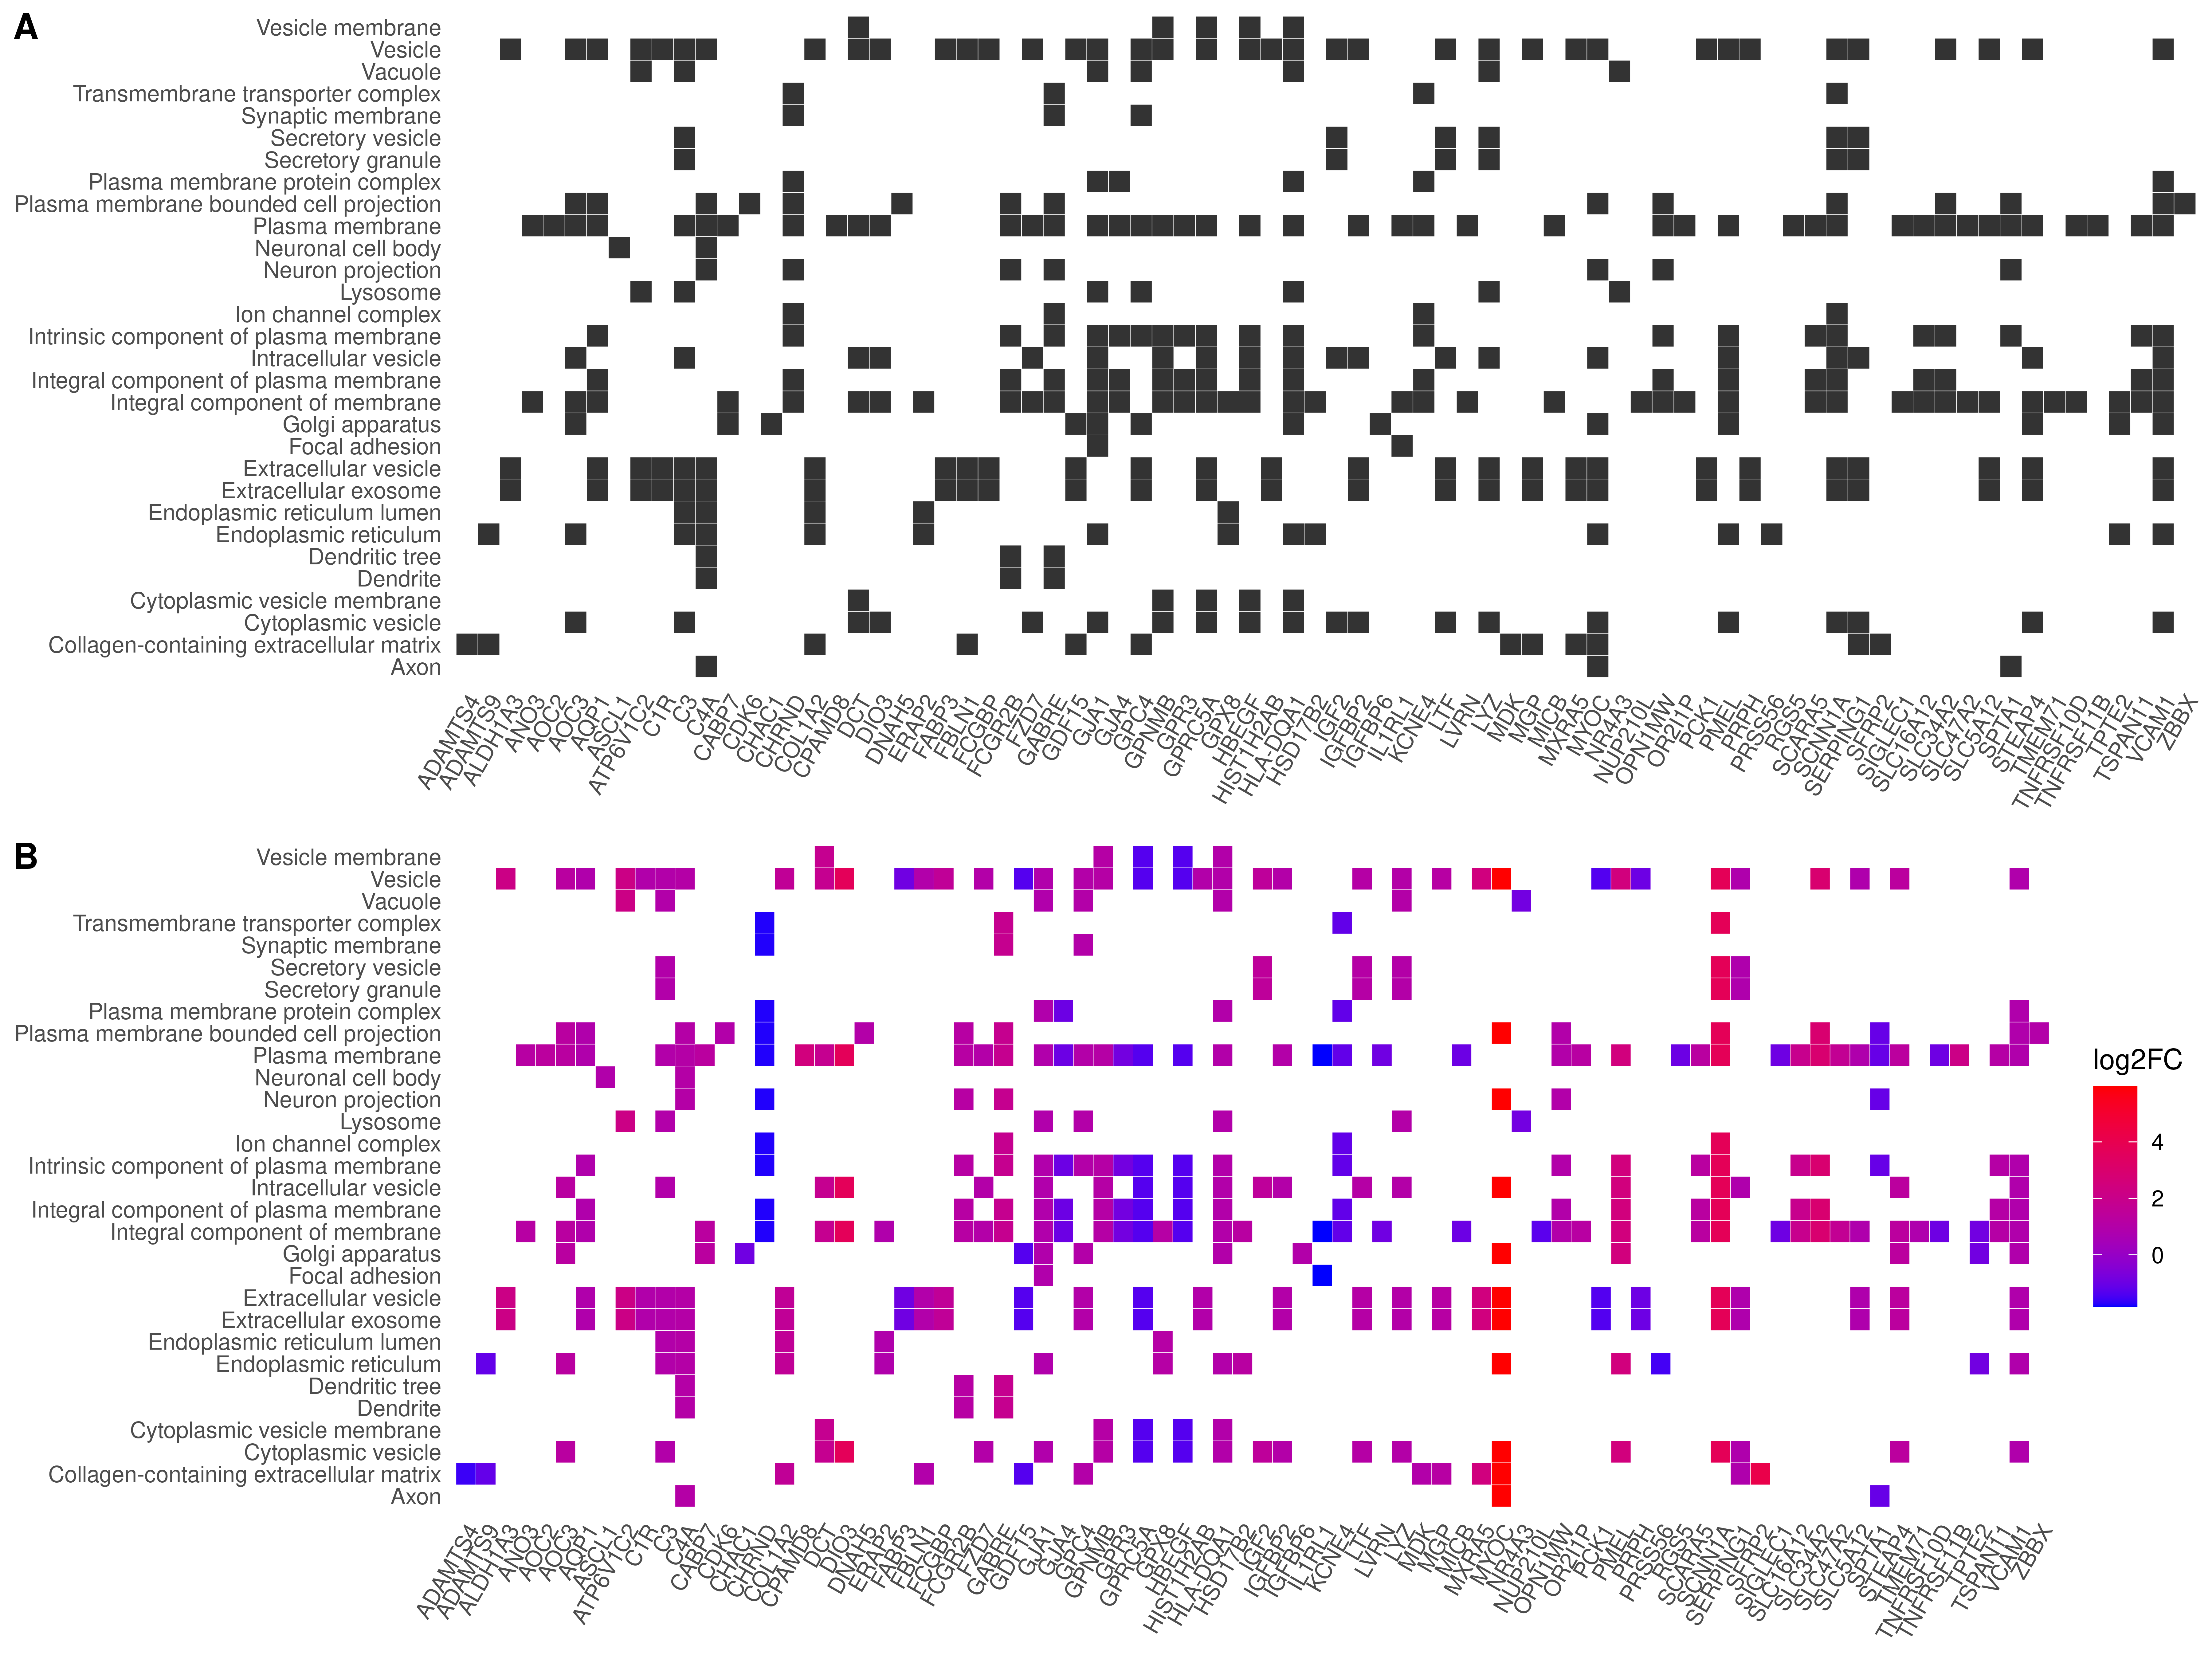 A
Vesicle membrane
Vesicle
Vacuole
Transmembrane transporter complex
Synaptic membrane
Secretory vesicle
Secretory granule
Plasma membrane protein complex
Plasma membrane bounded cell projection
Plasma membrane
Neuronal cell body
Neuron projection
Lysosome
Ion channel complex
Intrinsic component of plasma membrane
Intracellular vesicle
Integral component of plasma membrane
Integral component of membrane
Golgi apparatus
Focal adhesion
Extracellular vesicle
Extracellular exosome
Endoplasmic reticulum lumen
Endoplasmic reticulum
Dendritic tree
Dendrite
Cytoplasmic vesicle membrane
Cytoplasmic vesicle
Collagen-containing extracellular matrix
Axon
ADAMTS4
ADAMTS9
ALDH1A3
ANO3
AOC2
AOC3
AQP1
ASCL1
ATP6V1C2
C1R
C3
C4A
CABP7
CDK6
CHAC1
CHRND
COL1A2
CPAMD8
DCT
DIO3
DNAH5
ERAP2
FABP3
FBLN1
FCGBP
FCGR2B
FZD7
GABRE
GDF15
GJA1
GJA4
GPC4
GPNMB
GPR3
GPRC5A
GPX8
HBEGF
HIST1H2AB
HLA-DQA1
HSD17B2
IGF2
IGFBP2
IGFBP6
IL1RL1
KCNE4
LTF
LVRN
LYZ
MDK
MGP
MICB
MXRA5
MYOC
NR4A3
NUP210L
OPN1MW
OR2I1P
PCK1
PMEL
PRPH
PRSS56
RGS5
SCARA5
SCNN1A
SERPING1
SERP2
SIGLEC1
SLC16A12
SLC34A2
SLC47A2
SLC5A12
SPTA1
STEAP4
TMEM71
TNFRSF10D
TNFRSF11B
TPTE2
TSPAN11
VCAM1
ZBBX
B
Vesicle membrane
Vesicle
Vacuole
Transmembrane transporter complex
Synaptic membrane
Secretory vesicle
Secretory granule
Plasma membrane protein complex
Plasma membrane bounded cell projection
Plasma membrane
Neuronal cell body
Neuron projection
Lysosome
Ion channel complex
Intrinsic component of plasma membrane
Intracellular vesicle
Integral component of plasma membrane
Integral component of membrane
Golgi apparatus
Focal adhesion
Extracellular vesicle
Extracellular exosome
Endoplasmic reticulum lumen
Endoplasmic reticulum
Dendritic tree
Dendrite
Cytoplasmic vesicle membrane
Cytoplasmic vesicle
Collagen-containing extracellular matrix
Axon
ADAMTS4
ADAMTS9
ALDH1A3
ANO3
AOC2
AOC3
AQP1
ASCL1
ATP6V1C2
C1R
C3
C4A
CABP7
CDK6
CHAC1
CHRND
COL1A2
CPAMD8
DCT
DIO3
DNAH5
ERAP2
FABP3
FBLN1
FCGBP
FCGR2B
FZD7
GABRE
GDF15
GJA1
GJA4
GPC4
GPNMB
GPR3
GPRC5A
GPX8
HBEGF
HIST1H2AB
HLA-DQA1
HSD17B2
IGF2
IGFBP2
IGFBP6
IL1RL1
KCNE4
LTF
LVRN
LYZ
MDK
MGP
MICB
MXRA5
MYOC
NR4A3
NUP210L
OPN1MW
OR2I1P
PCK1
PMEL
PRPH
PRSS56
RGS5
SCARA5
SCNN1A
SERPING1
SERP2
SIGLEC1
SLC16A12
SLC34A2
SLC47A2
SLC5A12
SPTA1
STEAP4
TMEM71
TNFRSF10D
TNFRSF11B
TPTE2
TSPAN11
VCAM1
ZBBX
log2FC
4
2
0